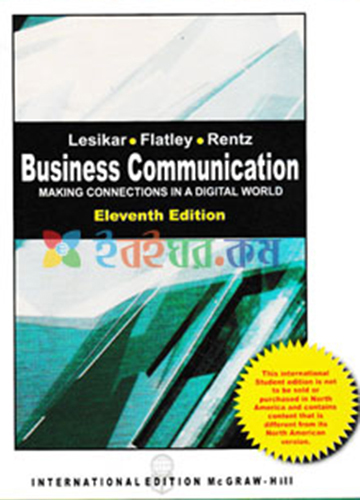 Lesikar • Flatley • Rentz
Business Communication
MAKING CONNECTIONS IN A DIGITAL WORLD
Eleventh Edition
ইবইঘর.কম
This international
Student edition is not
to be sold or
purchased in North
America and contains
content that is
different from its
North American
version.
INTERNATIONAL EDITION McGRAW-Hill